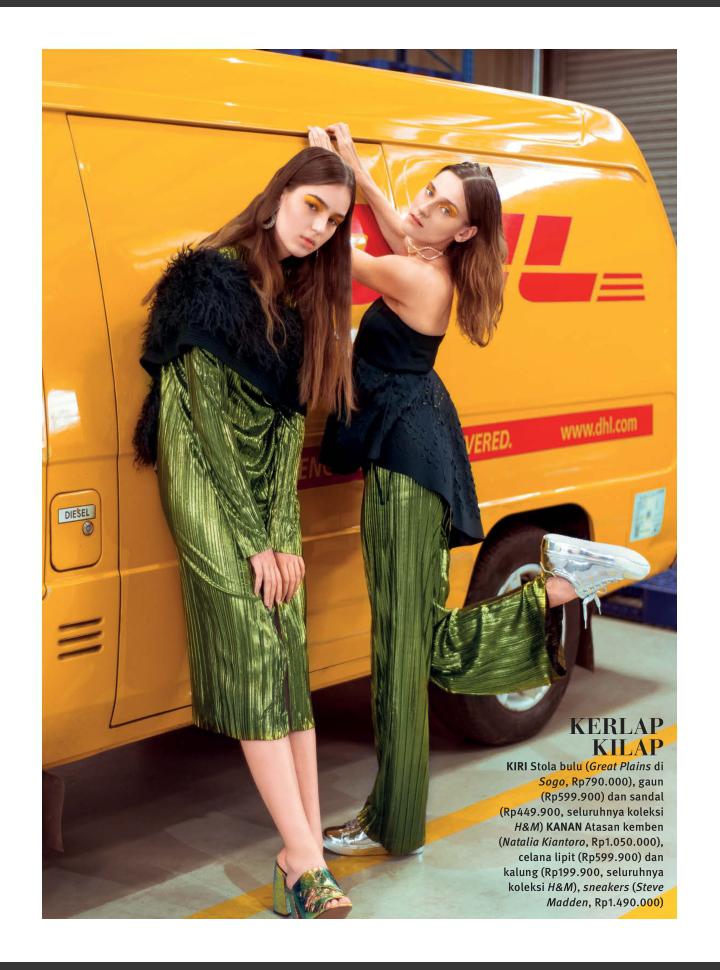 DHL
VERED.
www.dhl.com
DIESEL
KERLAP
KILAP
KIRI Stola bulu (Great Plains di
Sogo, Rp790.000), gaun
(Rp599.900) dan sandal
(Rp449.900, seluruhnya koleksi
H&M) KANAN Atasan kemben
(Natalia Kiantoro, Rp1.050.000),
celana lipit (Rp599.900) dan
kalung (Rp199.900, seluruhnya
koleksi H&M), sneakers (Steve
Madden, Rp1.490.000)